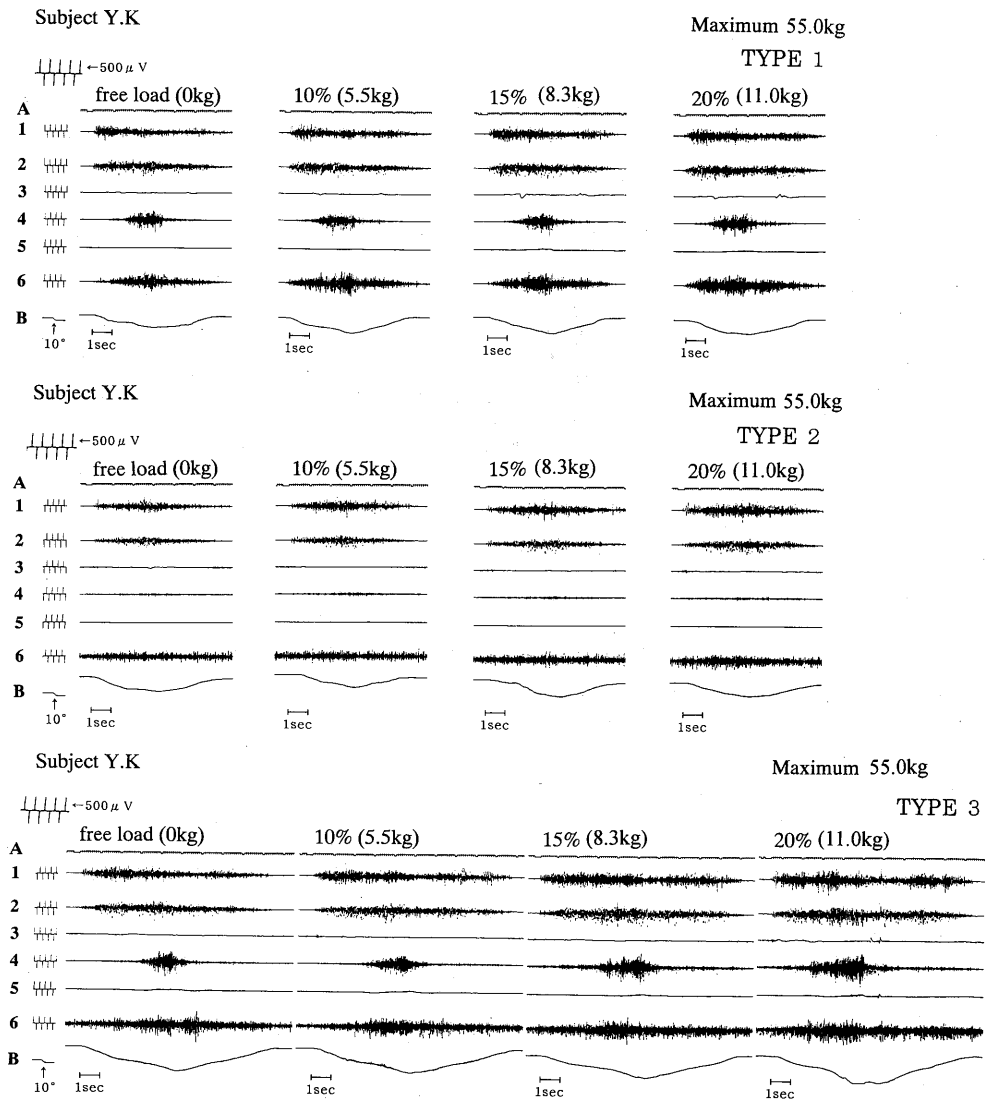 Subject Y.K
Maximum 55.0kg
TYPE 1
←500 μ V
free load (0kg) 10% (5.5kg) 15% (8.3kg) 20% (11.0kg)
A
1
2
3
4
5
6
B
10° 1sec 1sec 1sec 1sec
Subject Y.K
Maximum 55.0kg
TYPE 2
←500 μ V
free load (0kg) 10% (5.5kg) 15% (8.3kg) 20% (11.0kg)
A
1
2
3
4
5
6
B
10° 1sec 1sec 1sec 1sec
Subject Y.K
Maximum 55.0kg
TYPE 3
←500 μ V
free load (0kg) 10% (5.5kg) 15% (8.3kg) 20% (11.0kg)
A
1
2
3
4
5
6
B
10° 1sec 1sec 1sec 1sec